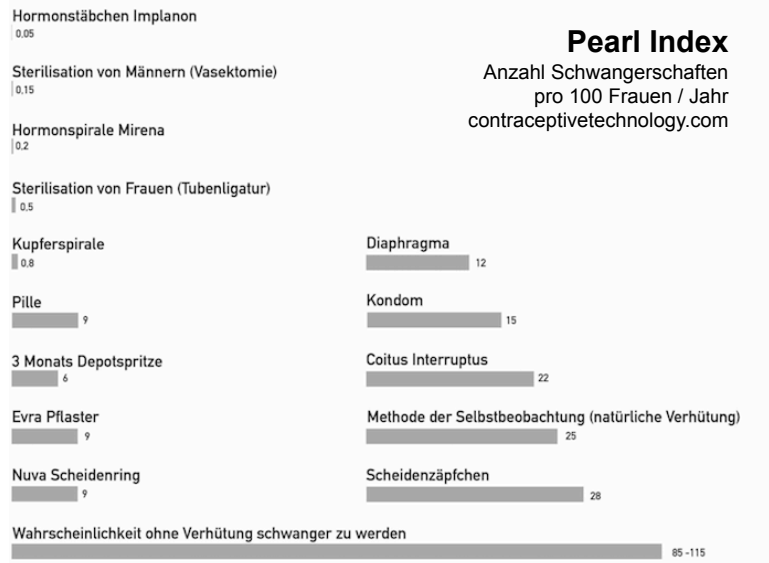 Pearl Index
Anzahl Schwangerschaften
pro 100 Frauen / Jahr
contraceptivetechnology.com
Hormonstäbchen Implanon
0,05
Sterilisation von Männern (Vasektomie)
0,15
Hormonspirale Mirena
0,2
Sterilisation von Frauen (Tubenligatur)
0,5
Kupferspirale
0,8
Pille
9
3 Monats Depotspritze
6
Evra Pflaster
9
Nuva Scheidenring
9
Diaphragma
12
Kondom
15
Coitus Interruptus
22
Methode der Selbstbeobachtung (natürliche Verhütung)
25
Scheidenzäpfchen
28
Wahrscheinlichkeit ohne Verhütung schwanger zu werden
85 -115